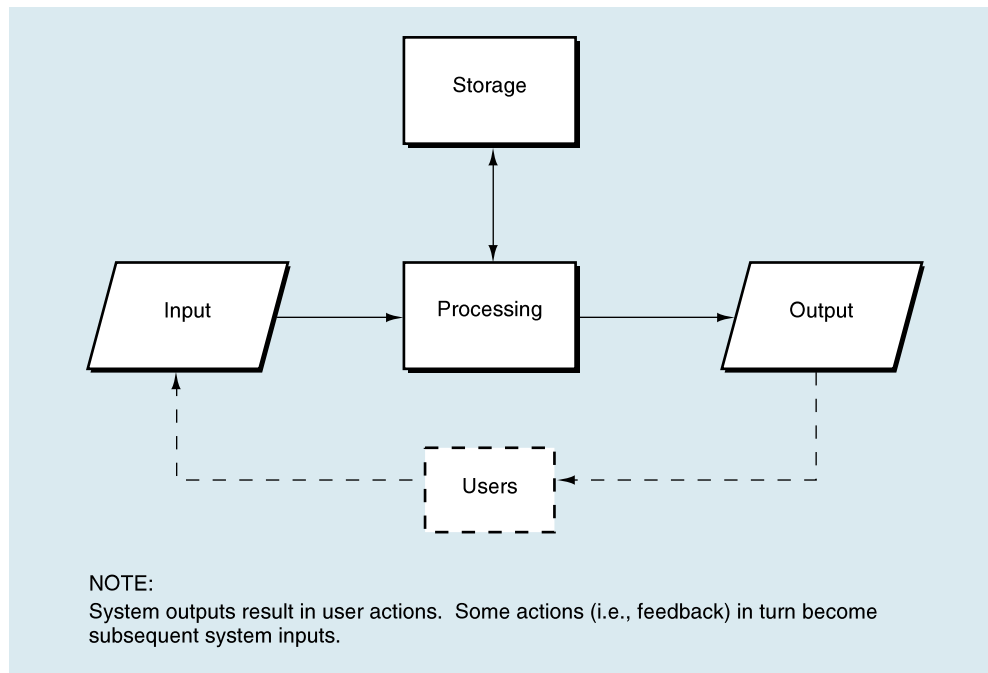 Storage
Input
Processing
Output
Users
NOTE:
System outputs result in user actions. Some actions (i.e., feedback) in turn become
subsequent system inputs.